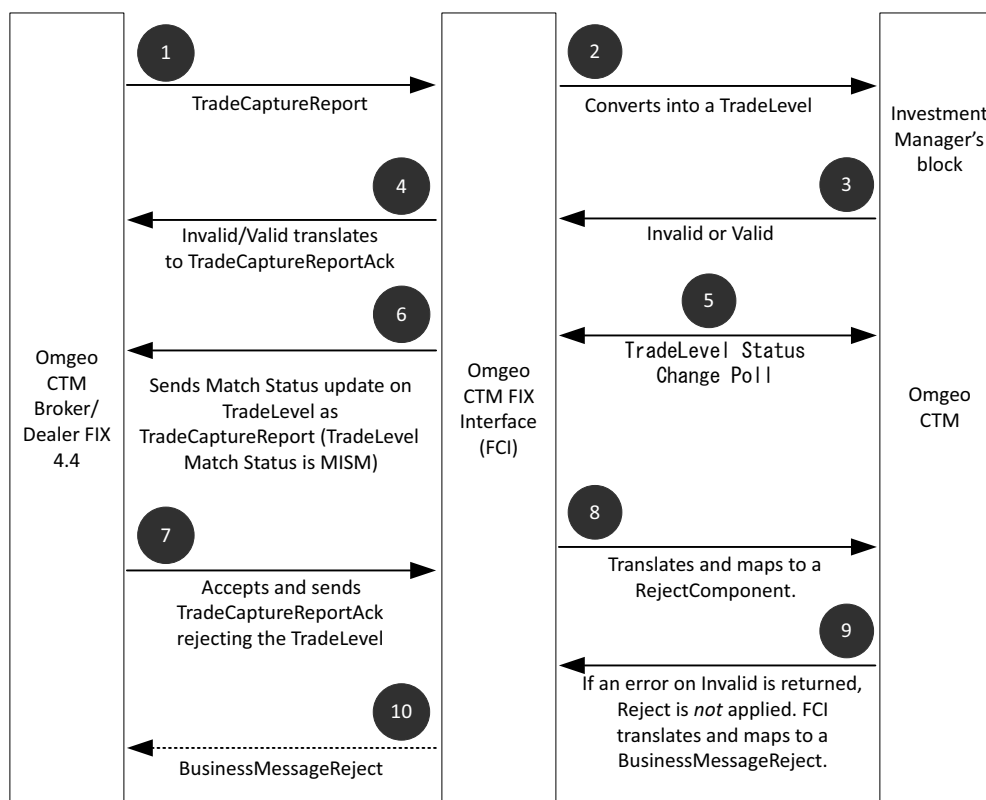 1
TradeCaptureReport
2
Converts into a TradeLevel
Investment
Manager’s
block
3
Invalid or Valid
4
Invalid/Valid translates
to TradeCaptureReportAck
5
TradeLevel Status
Change Poll
6
Sends Match Status update on
TradeLevel as
TradeCaptureReport (TradeLevel
Match Status is MISM)
Omgeo
CTM
Broker/
Dealer FIX
4.4
Omgeo
CTM FIX
Interface
(FCI)
Omgeo
CTM
7
Accepts and sends
TradeCaptureReportAck
rejecting the TradeLevel
8
Translates and maps to a
RejectComponent.
9
If an error on Invalid is returned,
Reject is not applied. FCI
translates and maps to a
BusinessMessageReject.
10
BusinessMessageReject